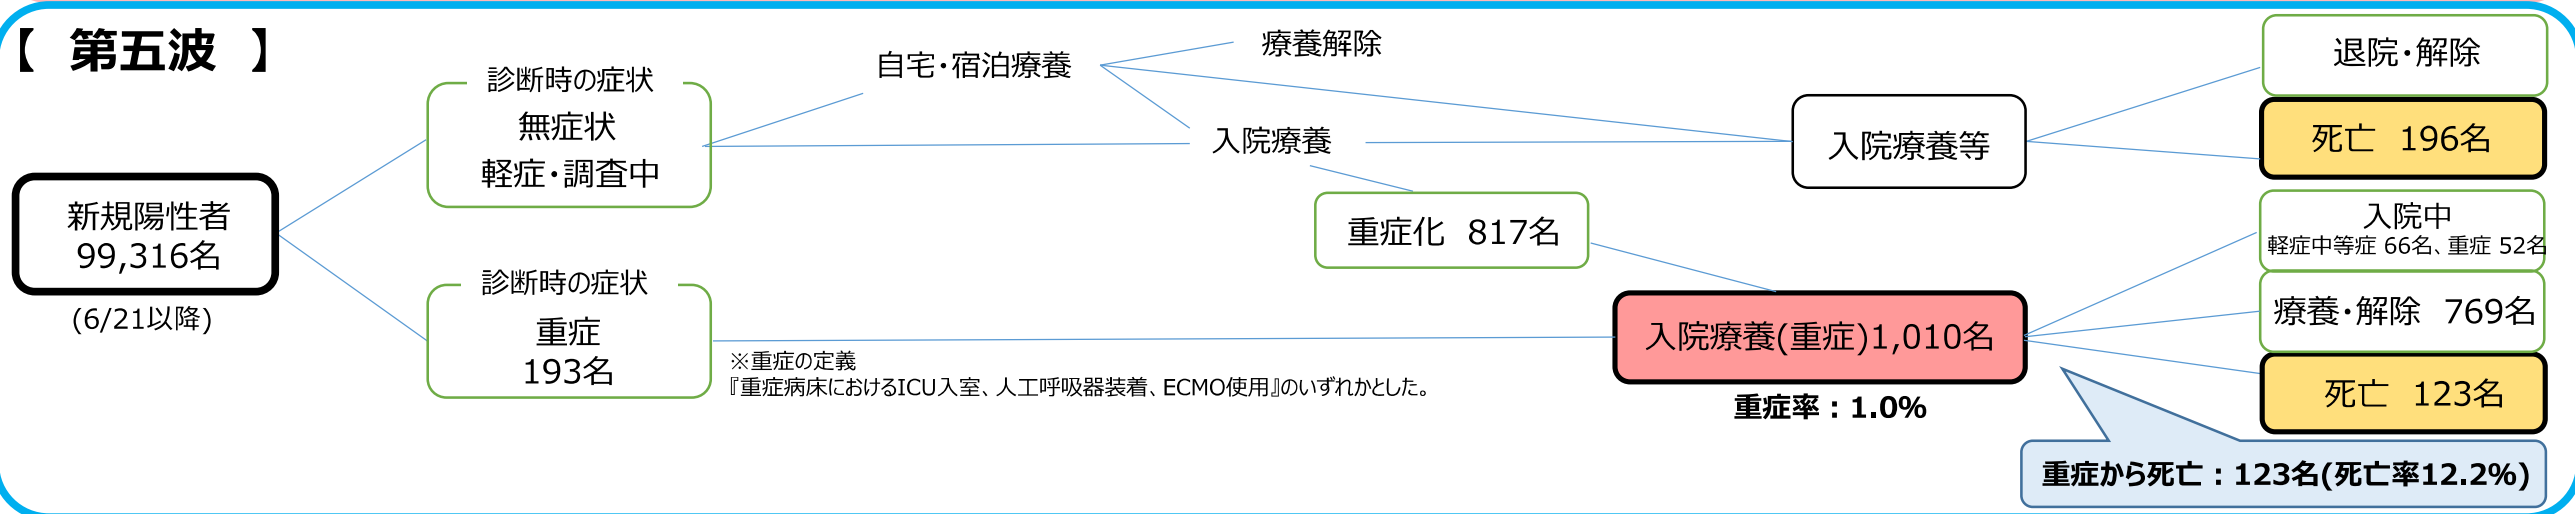 【 第五波 】
新規陽性者
99,316名
(6/21以降)
診断時の症状
無症状
軽症・調査中
診断時の症状
重症
193名
※重症の定義
『重症病床におけるICU入室、人工呼吸器装着、ECMO使用』のいずれかとした。
自宅・宿泊療養
療養解除
入院療養
重症化 817名
入院療養等
入院療養(重症)1,010名
重症率：1.0%
退院・解除
死亡 196名
入院中
軽症中等症 66名、重症 52名
療養・解除 769名
死亡 123名
重症から死亡：123名(死亡率12.2%)